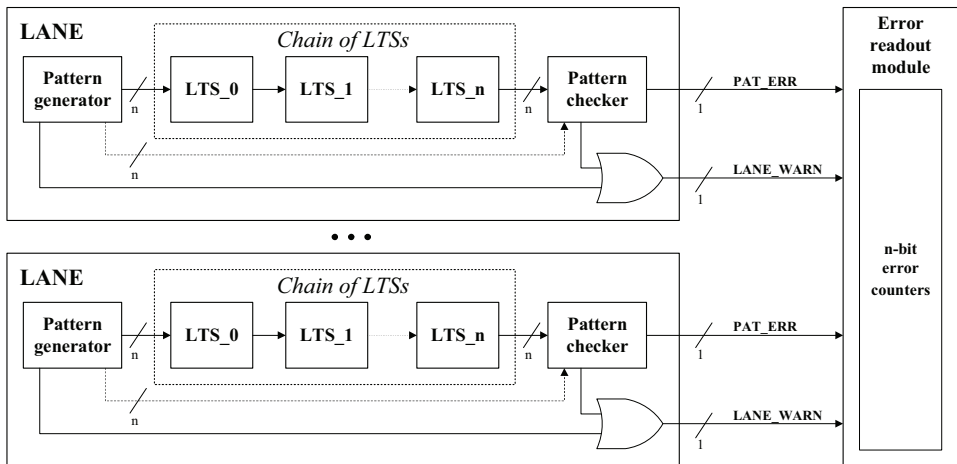 LANE
Chain of LTSs
Pattern
generator
n
LTS_0
LTS_1
LTS_n
n
Pattern
checker
n
1
PAT_ERR
1
LANE_WARN
Error
readout
module
n-bit
error
counters
• • •
LANE
Chain of LTSs
Pattern
generator
n
LTS_0
LTS_1
LTS_n
n
Pattern
checker
n
1
PAT_ERR
1
LANE_WARN